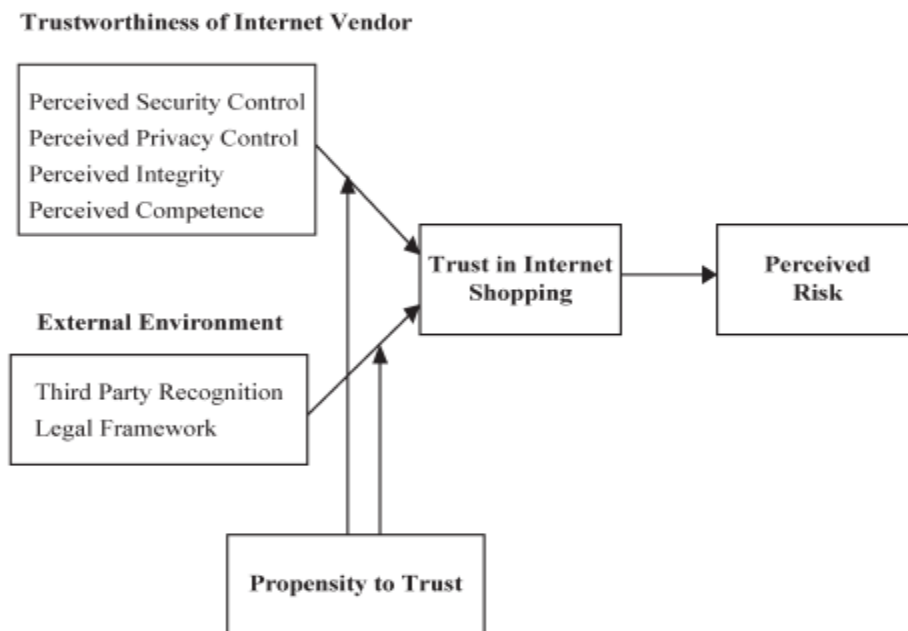 Trustworthiness of Internet Vendor
Perceived Security Control
Perceived Privacy Control
Perceived Integrity
Perceived Competence
Trust in Internet
Shopping
Perceived
Risk
External Environment
Third Party Recognition
Legal Framework
Propensity to Trust